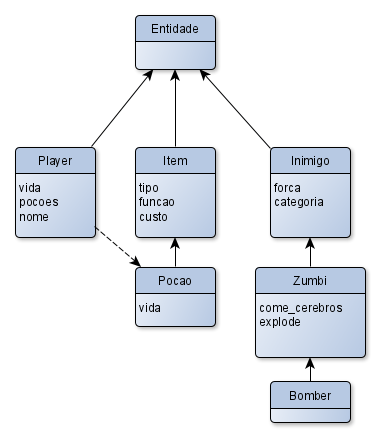 Entidade
Player
vida
pocoes
nome
Item
tipo
funcao
custo
Inimigo
forca
categoria
Pocao
vida
Zumbi
come_cerebros
explode
Bomber